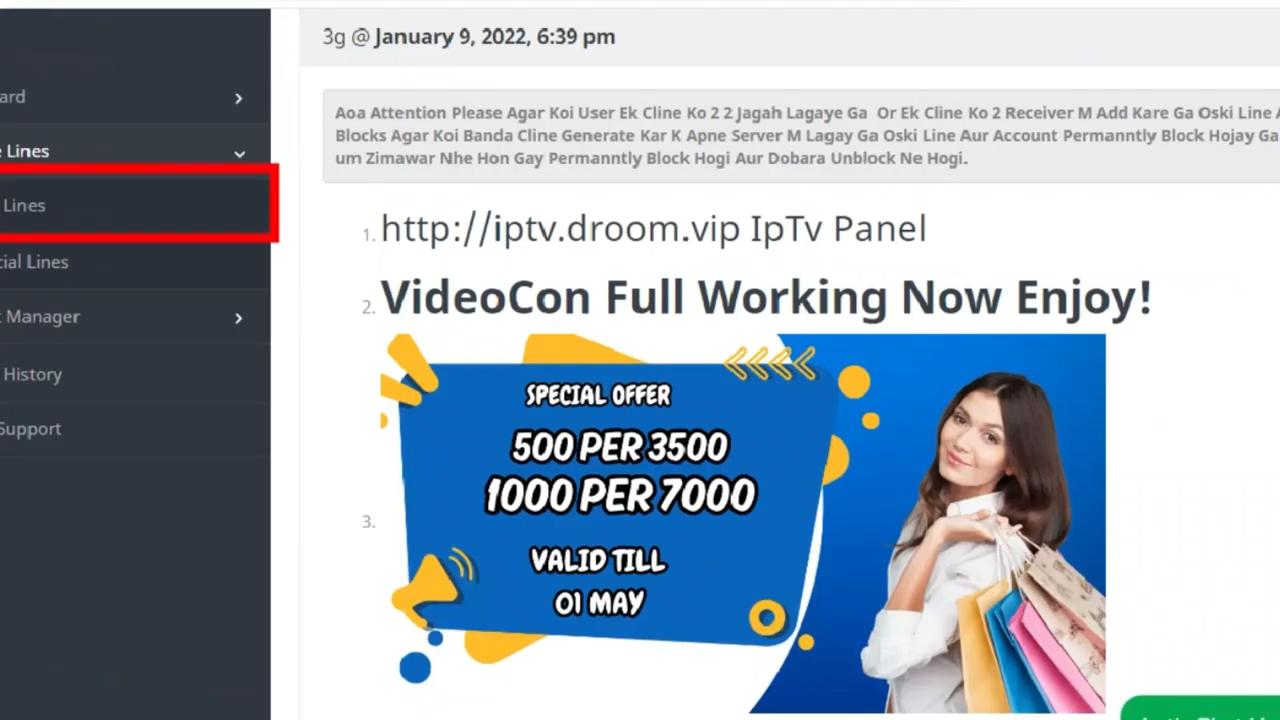 3g @ January 9, 2022, 6:39 pm
ard
Lines
Lines
cial Lines
Manager
History
Support
Aoa Attention Please Agar Koi User Ek Cline Ko 2 2 Jagah Lagaye Ga Or Ek Cline Ko 2 Receiver M Add Kare Ga Oski Line A
Blocks Agar Koi Banda Cline Generate Kar K Apne Server M Lagay Ga Oski Line Aur Account Permanntly Block Hojay Ga
um Zimawar Nhe Hon Gay Permanntly Block Hogi Aur Dobara Unblock Ne Hogi.
1. http://iptv.droom.vip IpTv Panel
2. VideoCon Full Working Now Enjoy!
3.
SPECIAL OFFER
500 PER 3500
1000 PER 7000
VALID TILL
01 MAY